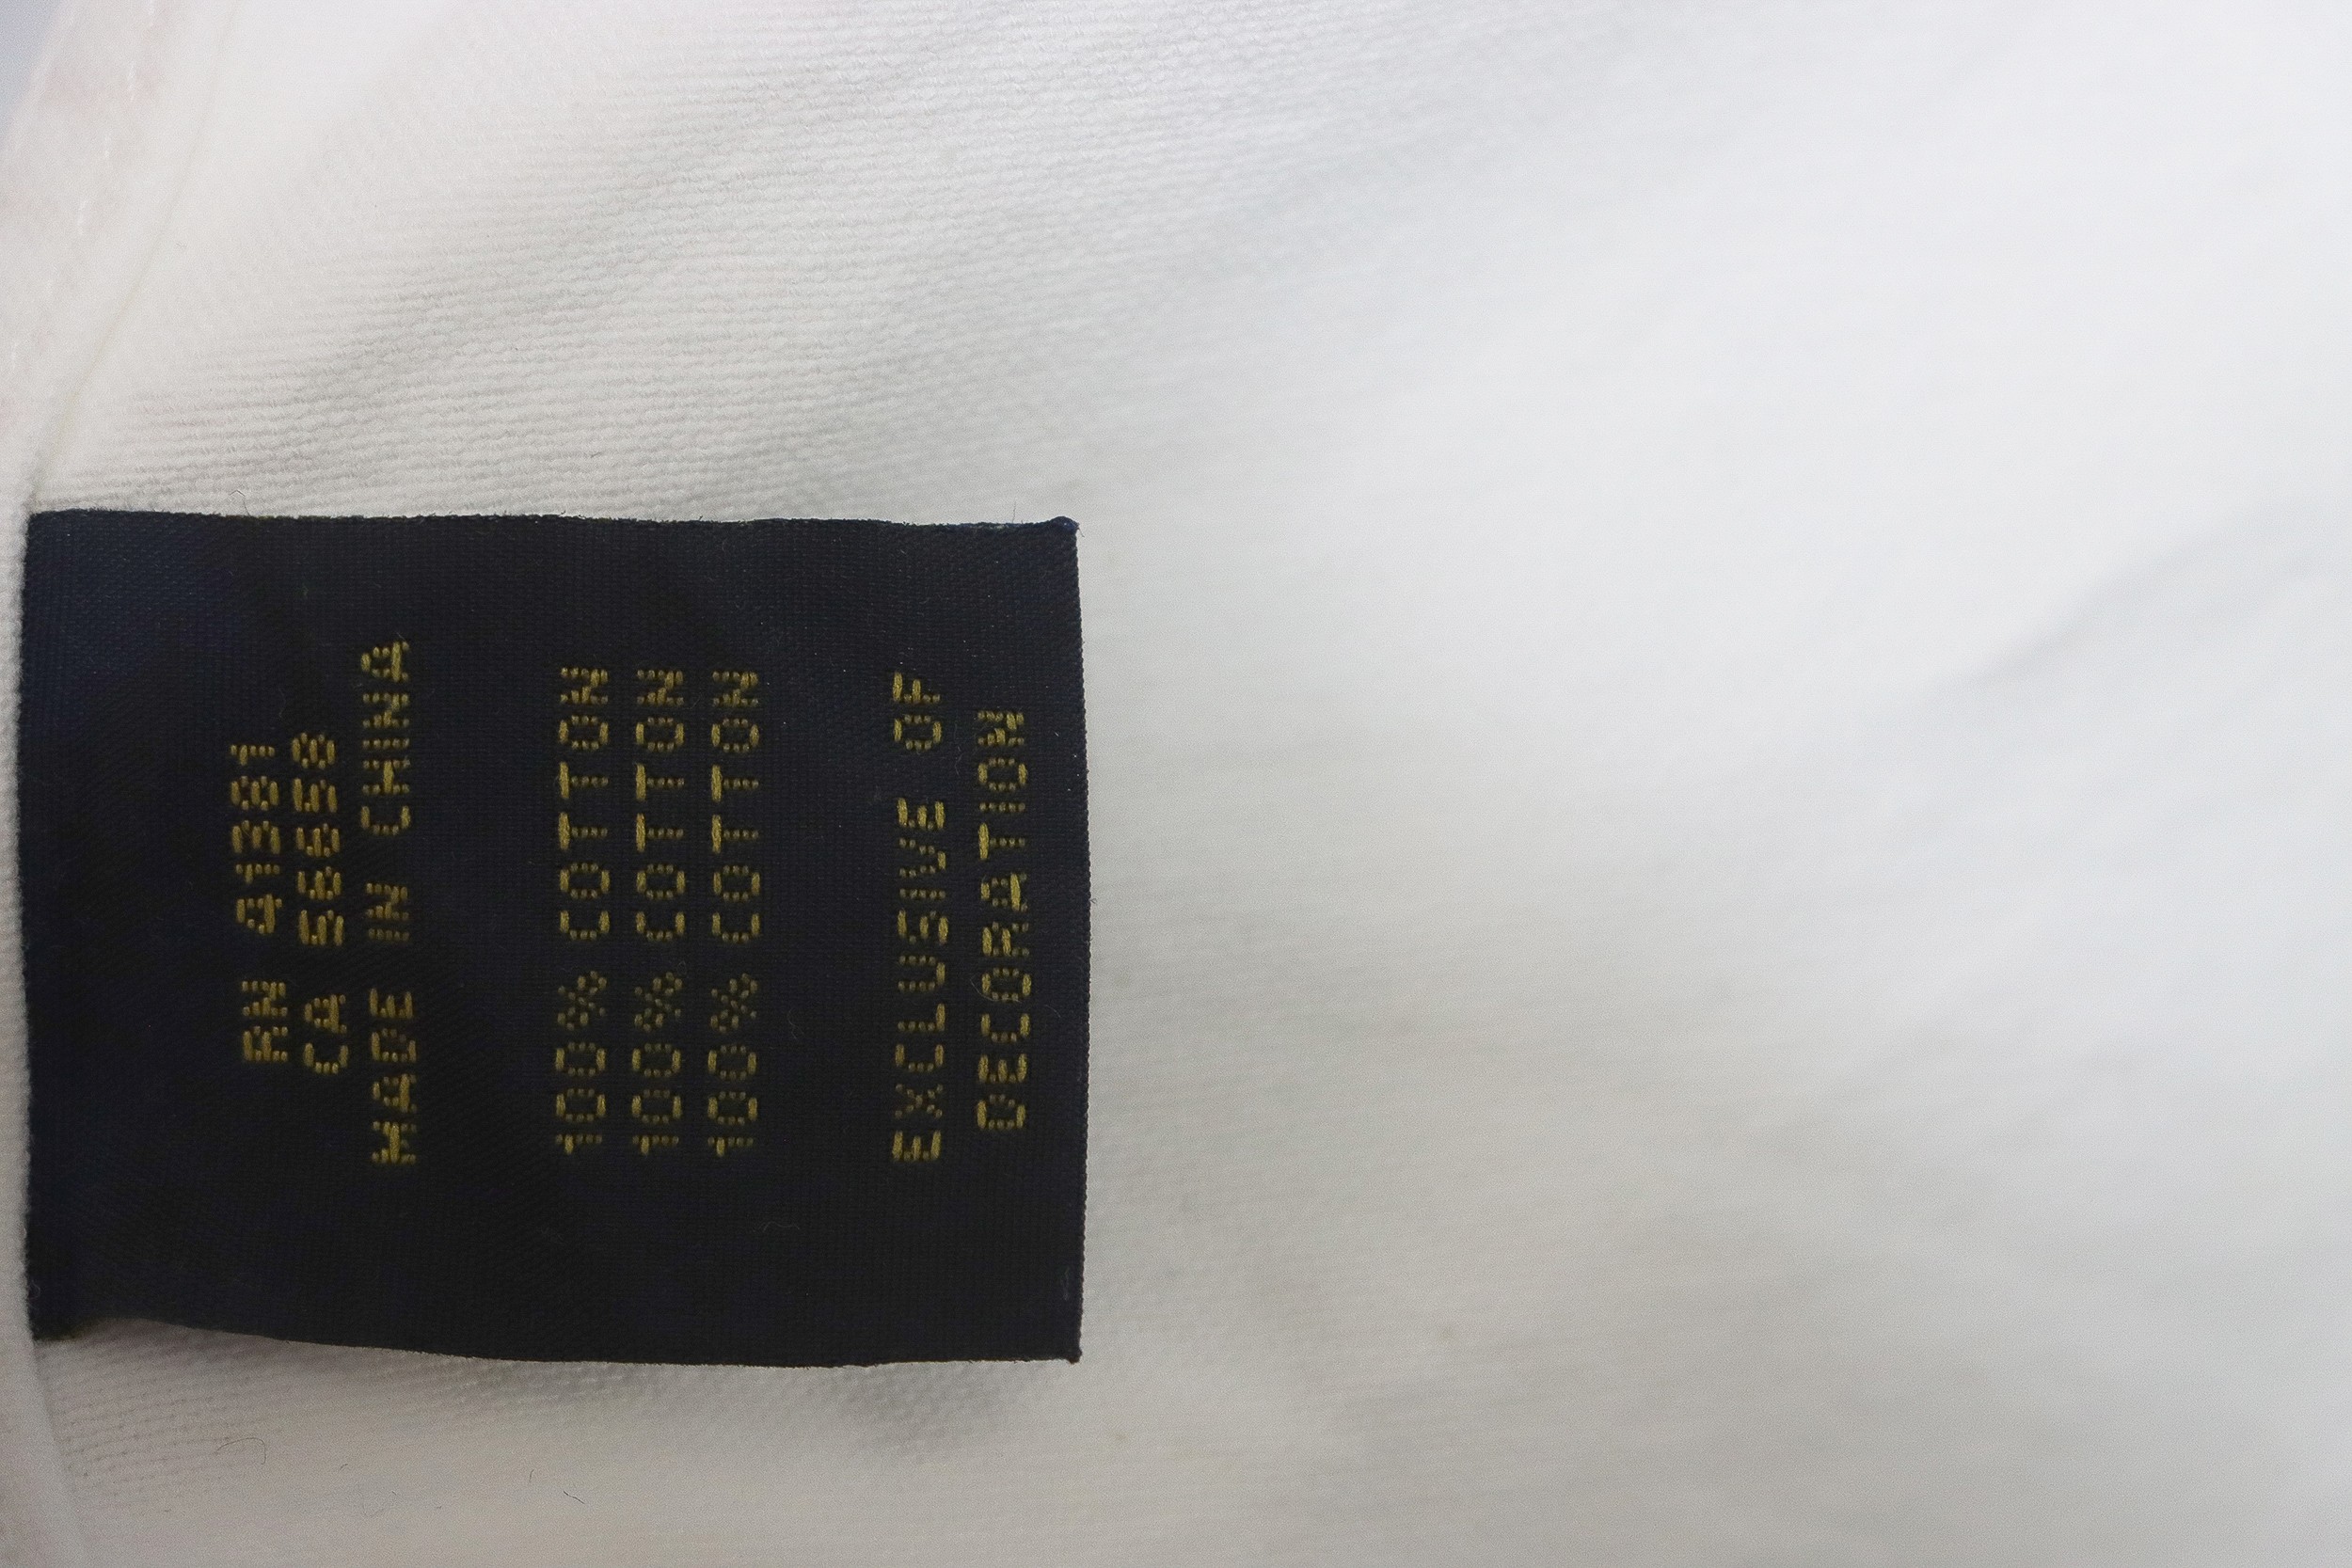 RN 41381
CA 56658
MADE IN CHINA
100% COTTON
100% COTTON
100% COTTON
EXCLUSIVE OF
DECORATION